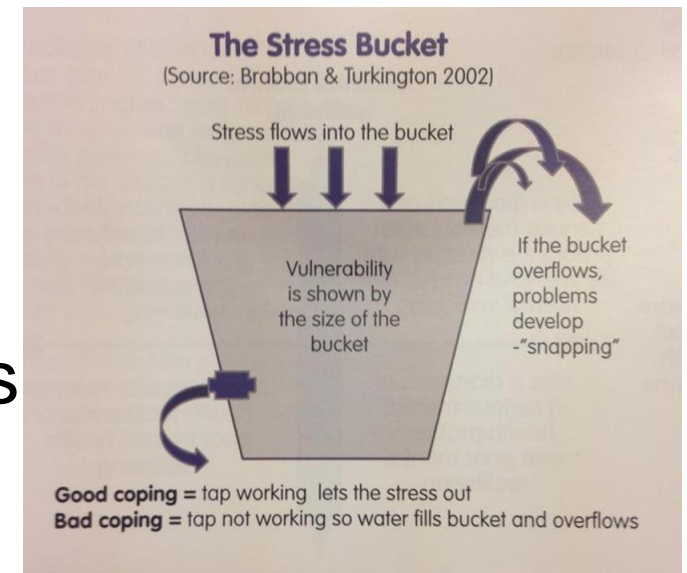 The Stress Bucket
(Source: Brabban & Turkington 2002)
Stress flows into the bucket
Vulnerability
is shown by
the size of the
bucket
If the bucket
overflows,
problems
develop
-"snapping"
s
Good coping = tap working lets the stress out
Bad coping = tap not working so water fills bucket and overflows